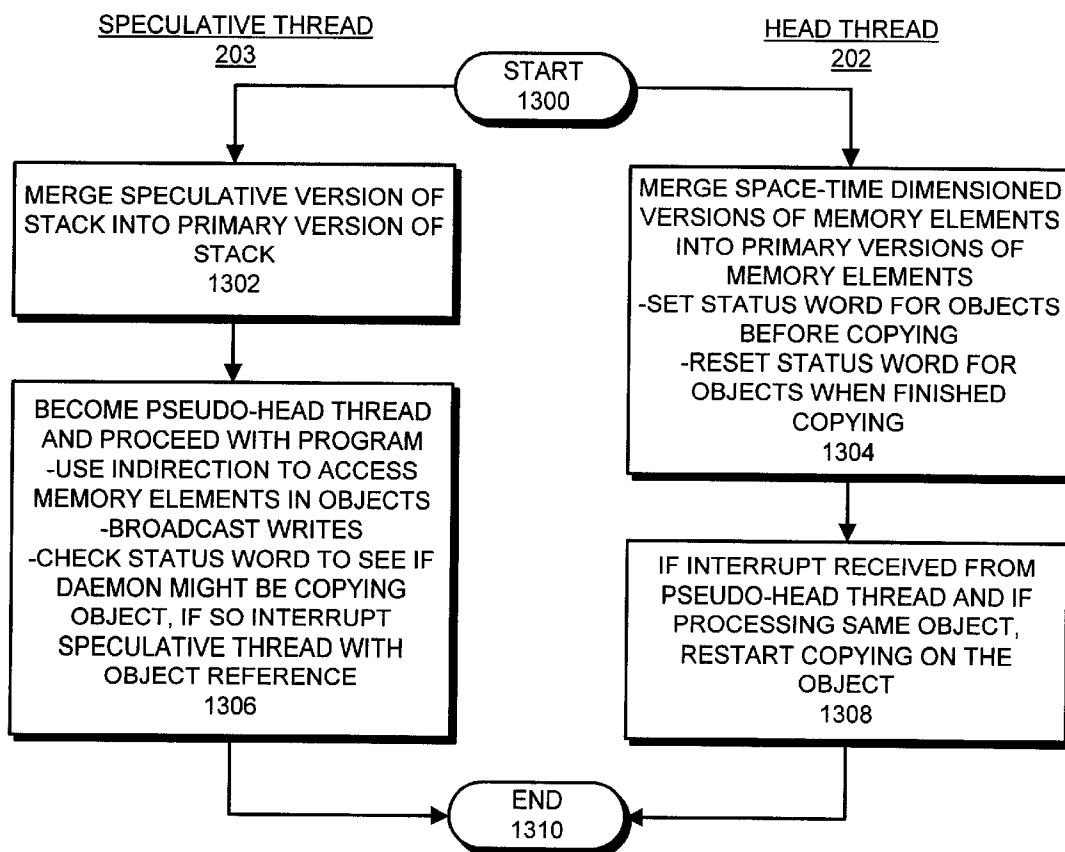 SPECULATIVE THREAD
203
HEAD THREAD
202
START
1300
MERGE SPECULATIVE VERSION OF
STACK INTO PRIMARY VERSION OF
STACK
1302
BECOME PSEUDO-HEAD THREAD
AND PROCEED WITH PROGRAM
-USE INDIRECTION TO ACCESS
MEMORY ELEMENTS IN OBJECTS
-BROADCAST WRITES
-CHECK STATUS WORD TO SEE IF
DAEMON MIGHT BE COPYING
OBJECT, IF SO INTERRUPT
SPECULATIVE THREAD WITH
OBJECT REFERENCE
1306
MERGE SPACE-TIME DIMENSIONED
VERSIONS OF MEMORY ELEMENTS
INTO PRIMARY VERSIONS OF
MEMORY ELEMENTS
-SET STATUS WORD FOR OBJECTS
BEFORE COPYING
-RESET STATUS WORD FOR
OBJECTS WHEN FINISHED
COPYING
1304
IF INTERRUPT RECEIVED FROM
PSEUDO-HEAD THREAD AND IF
PROCESSING SAME OBJECT,
RESTART COPYING ON THE
OBJECT
1308
END
1310